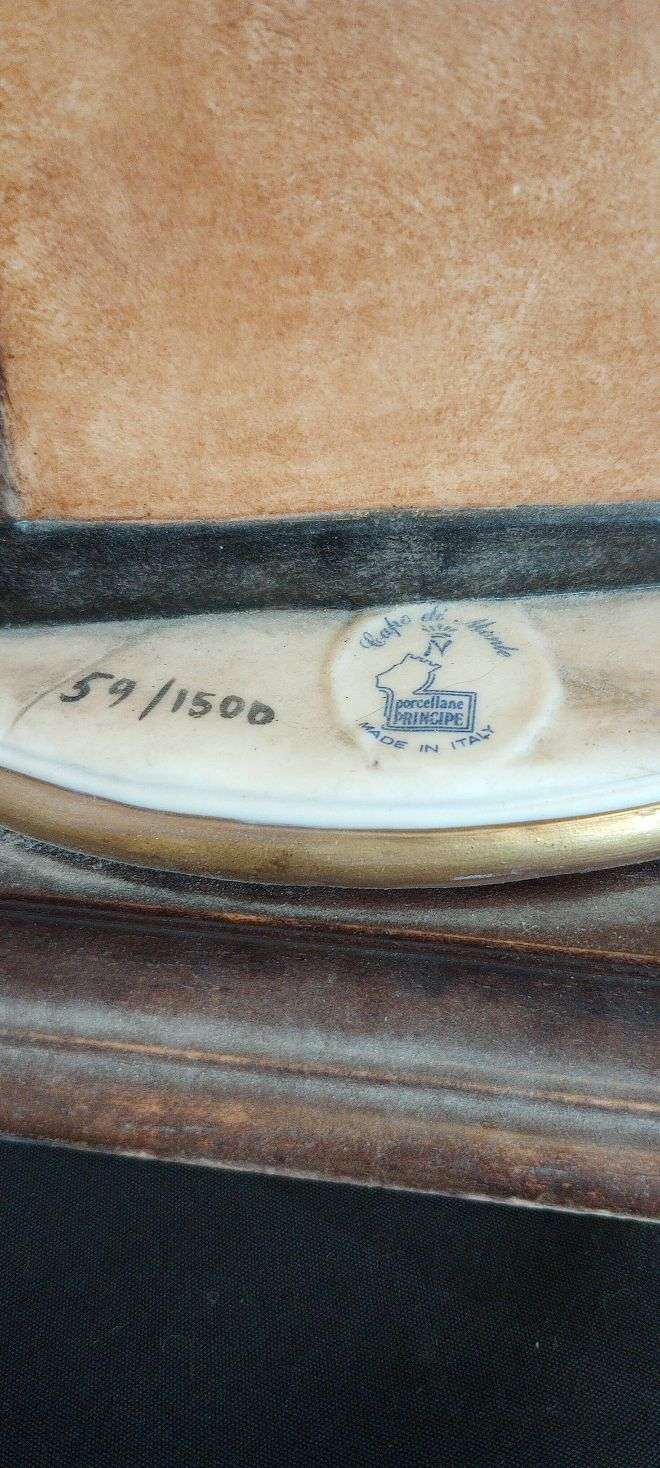 Capo di Monte
59/1500
porcellane
PRINCIPE
MADE IN ITALY